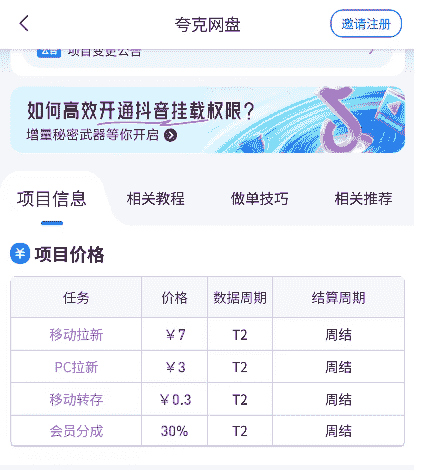 夸克网盘
邀请注册
公告 项目变更公告
如何高效开通抖音挂载权限？
增量秘密武器等你开启
项目信息 相关教程 做单技巧 相关推荐
¥ 项目价格
任务 价格 数据周期 结算周期
移动拉新 ¥7 T2 周结
PC拉新 ¥3 T2 周结
移动转存 ¥0.3 T2 周结
会员分成 30% T2 周结